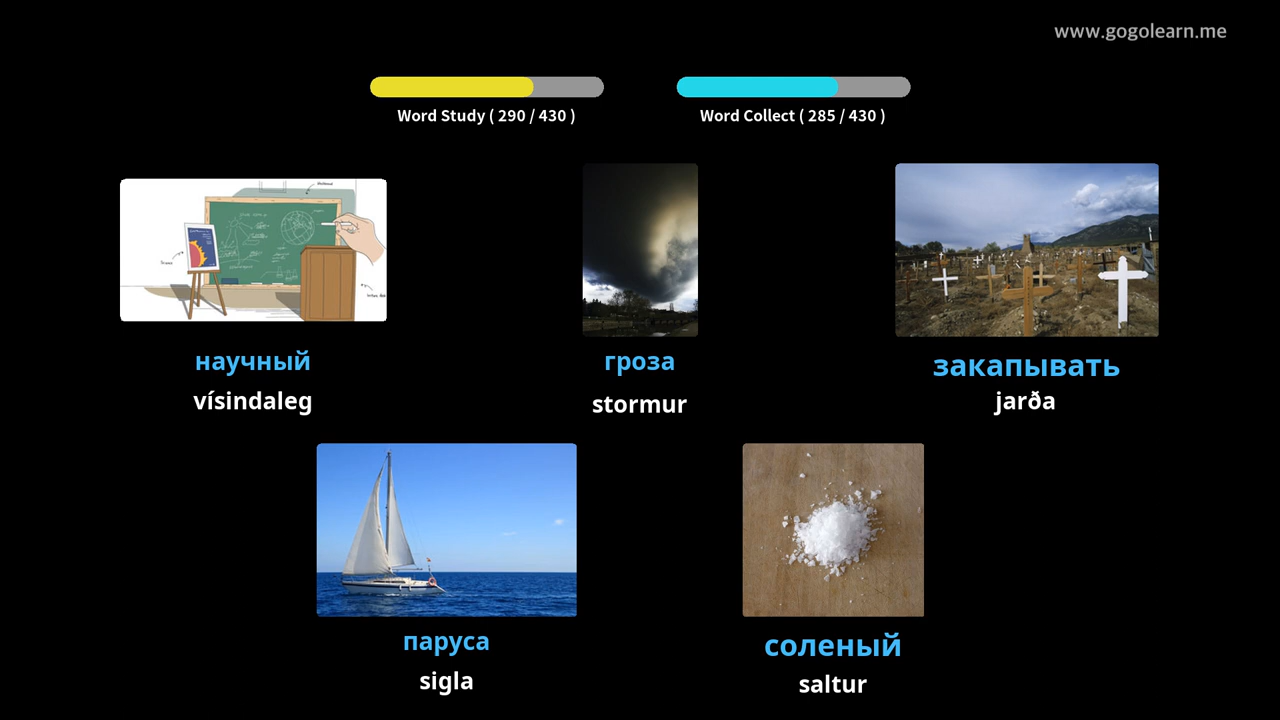 www.gogolearn.me
Word Study ( 290 / 430 )
Word Collect ( 285 / 430 )
научный
vísindaleg
гроза
stormur
закапывать
jarða
паруса
sigla
соленый
saltur